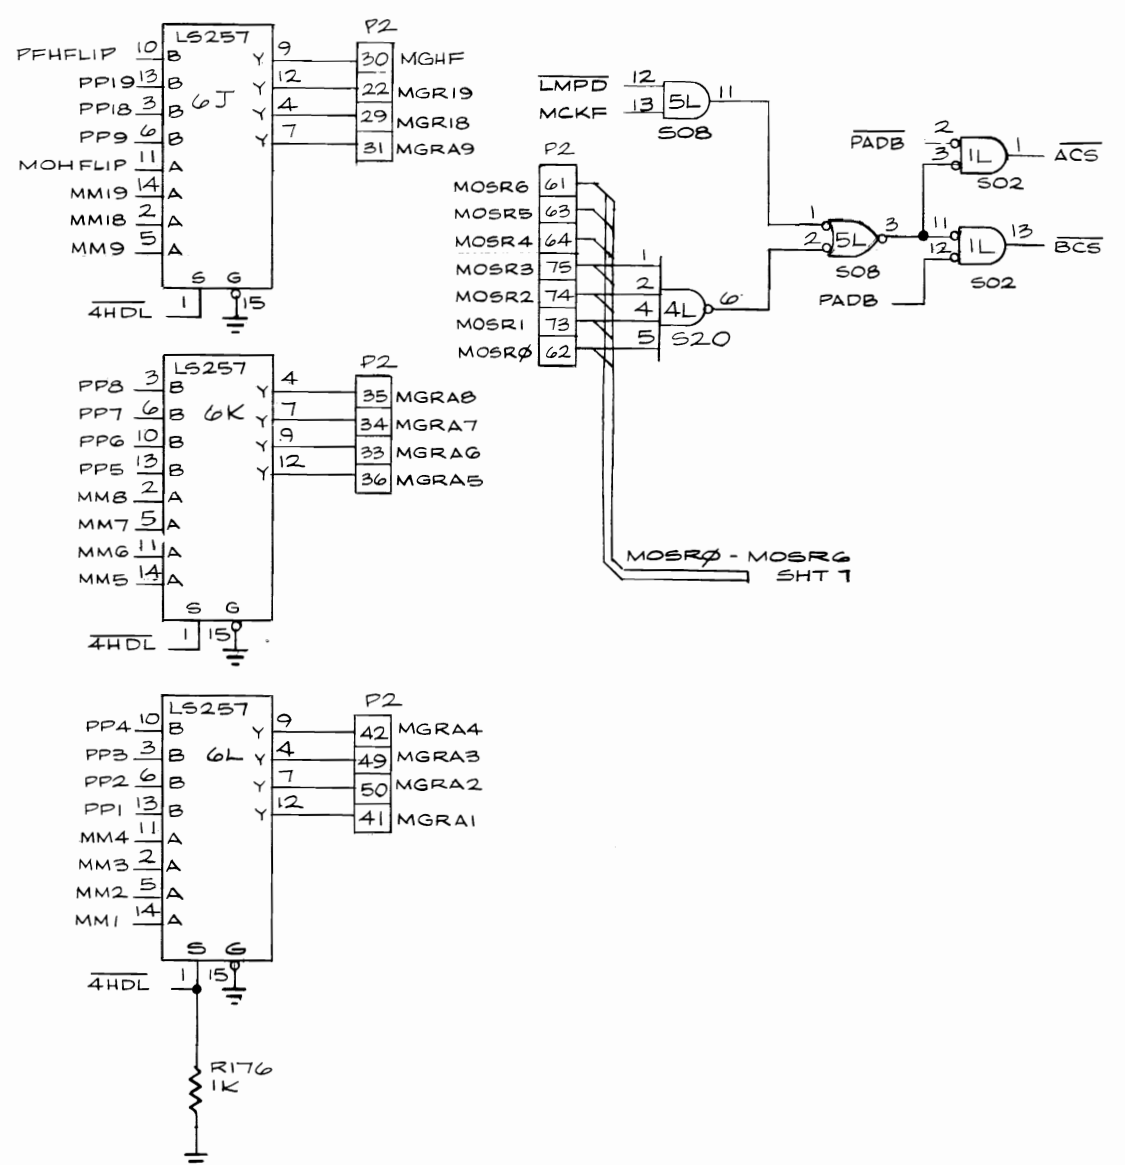 LS257
6J
P2
PFHFLIP 10 B Y 9 30 MGHF
PP19 13 B Y 12 22 MGR19
PP18 3 B Y 4 29 MGR18
PP9 6 B Y 7 31 MGRA9
MOHFLIP 11 A
MM19 14 A
MM18 2 A
MM9 5 A
S G
4HDL 1 15
LS257
6K
P2
PP8 3 B Y 4 35 MGRA8
PP7 6 B Y 7 34 MGRA7
PP6 10 B Y 9 33 MGRA6
PP5 13 B Y 12 36 MGRA5
MM8 2 A
MM7 5 A
MM6 11 A
MM5 14 A
S G
4HDL 1 15
LS257
6L
P2
PP4 10 B Y 9 42 MGRA4
PP3 3 B Y 4 49 MGRA3
PP2 6 B Y 7 50 MGRA2
PP1 13 B Y 12 41 MGRA1
MM4 11 A
MM3 2 A
MM2 5 A
MM1 14 A
S G
4HDL 1 15
R176
1K
LMPD 12
MCKF 13
5L 11
S08
P2
MOSR6 61
MOSR5 63
MOSR4 64
MOSR3 75 1
MOSR2 74 2
MOSR1 73 4
MOSRØ 62 5
4L 6
S20
1
2
5L 3
S08
PADB 2
3
1L 1 ACS
S02
11
12
1L 13 BCS
S02
PADB
MOSRØ - MOSR6
SHT 7